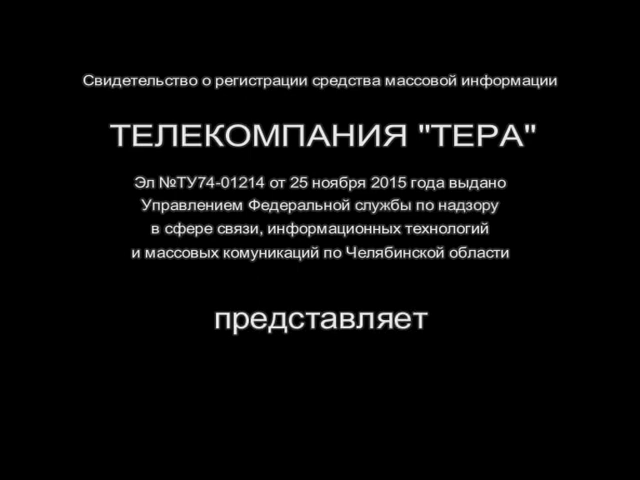 Свидетельство о регистрации средства массовой информации
ТЕЛЕКОМПАНИЯ "ТЕРА"
Эл №ТУ74-01214 от 25 ноября 2015 года выдано
Управлением Федеральной службы по надзору
в сфере связи, информационных технологий
и массовых комуникаций по Челябинской области
представляет